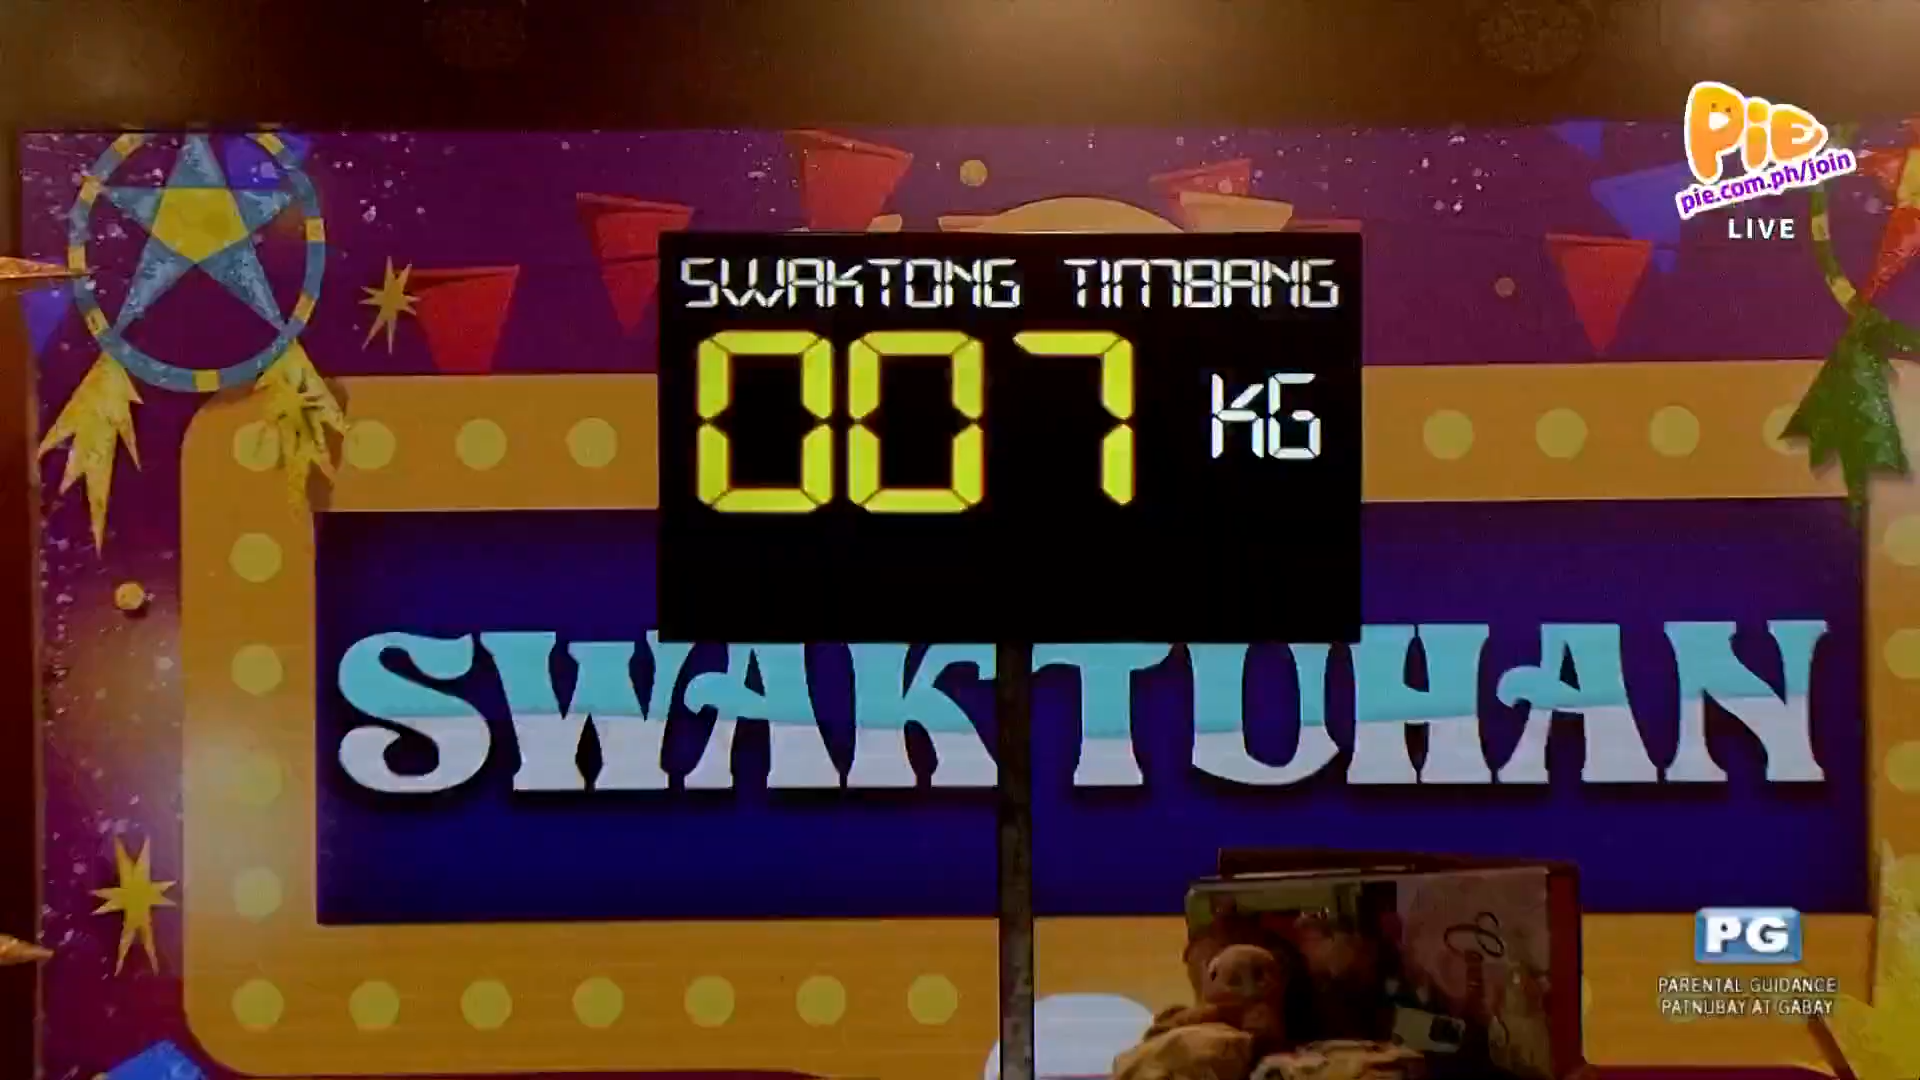 Pie
pie.com.ph/join
LIVE
SWAKTONG TIMBANG
007 KG
SWAKTUHAN
PG
PARENTAL GUIDANCE
PATNUBAY AT GABAY